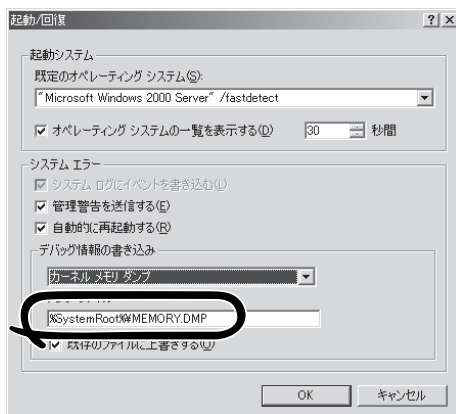 起動/回復
起動システム
既定のオペレーティング システム(S):
"Microsoft Windows 2000 Server" /fastdetect
オペレーティング システムの一覧を表示する(D) 30 秒間
システム エラー
システム ログにイベントを書き込む(L)
管理警告を送信する(E)
自動的に再起動する(R)
デバッグ情報の書き込み
カーネル メモリ ダンプ
%SystemRoot%¥MEMORY.DMP
既存のファイルに上書きする(O)
OK キャンセル